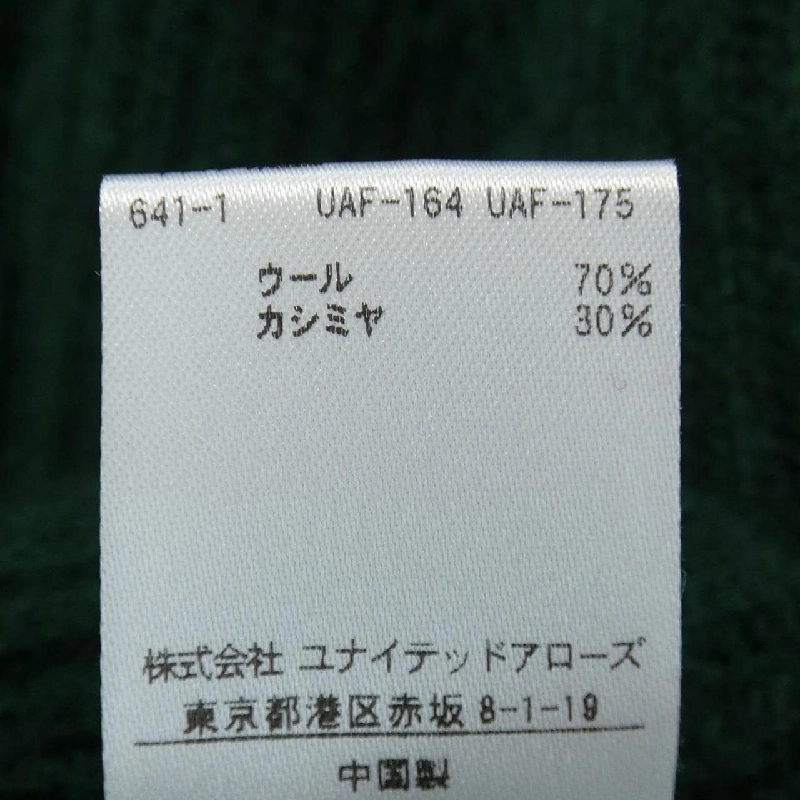 641-1 UAF-164 UAF-175
ウール 70%
カシミヤ 30%
株式会社 ユナイテッドアローズ
東京都港区赤坂 8-1-19
中国製